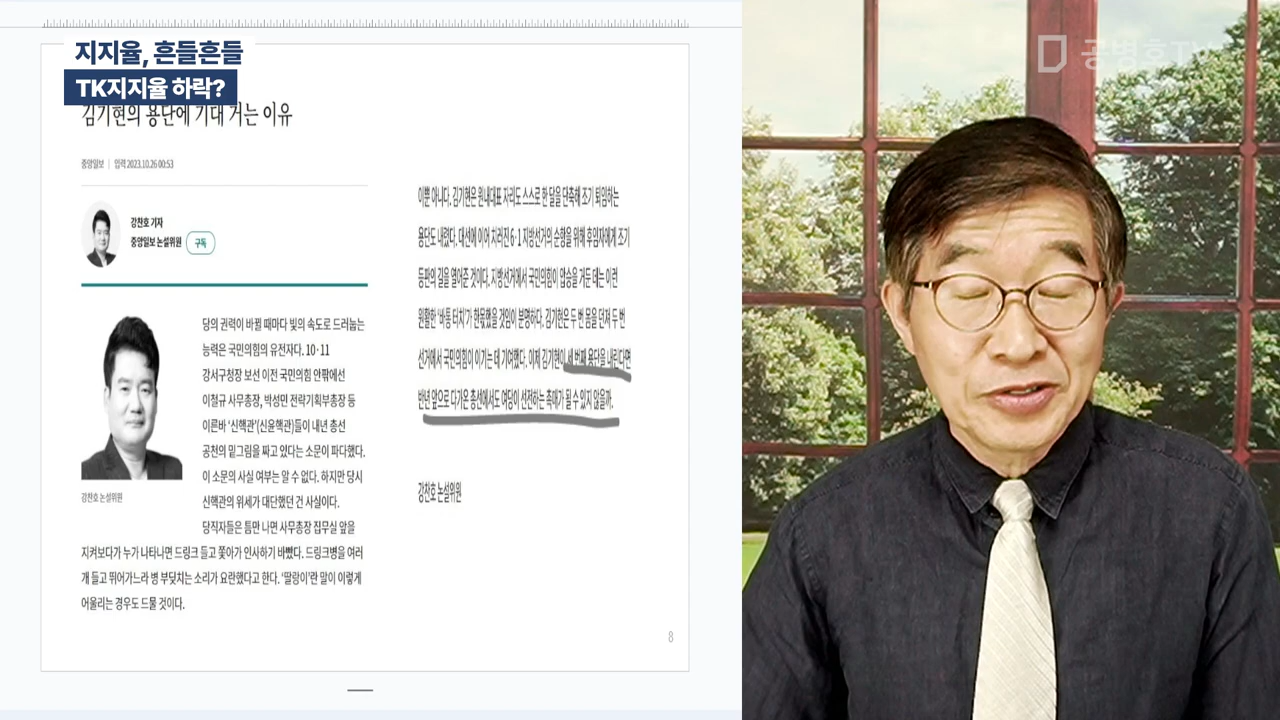 지지율, 흔들흔들
TK지지율 하락?
김기현의 용단에 기대 거는 이유
중앙일보 | 입력 2023.10.26 00:53
강찬호 기자
중앙일보 논설위원 구독
당의 권력이 바뀔 때마다 빛의 속도로 드러눕는
능력은 국민의힘의 유전자다. 10·11
강서구청장 보선 이전 국민의힘 안팎에선
이철규 사무총장, 박성민 전략기획부총장 등
이른바 ‘신핵관’(신윤핵관)들이 내년 총선
공천의 밑그림을 짜고 있다는 소문이 파다했다.
이 소문의 사실 여부는 알 수 없다. 하지만 당시
신핵관의 위세가 대단했던 건 사실이다.
당직자들은 틈만 나면 사무총장 집무실 앞을
지켜보다가 누가 나타나면 드링크 들고 쫓아가 인사하기 바빴다. 드링크병을 여러
개 들고 뛰어가느라 병 부딪치는 소리가 요란했다고 한다. ‘딸랑이’란 말이 이렇게
어울리는 경우도 드물 것이다.
강찬호 논설위원
이뿐 아니다. 김기현은 원내대표 자리도 스스로 한 달을 단축해 조기 퇴임하는
용단도 내렸다. 대선에 이어 치러진 6·1 지방선거의 순항을 위해 후임자에게 조기
등판의 길을 열어준 것이다. 지방선거에서 국민의힘이 압승을 거둔 데는 이런
원활한 ‘바통 터치’가 한몫했을 것임이 분명하다. 김기현은 두 번 몸을 던져 두 번
선거에서 국민의힘이 이기는 데 기여했다. 이제 김기현이 세 번째 용단을 내린다면
반년 앞으로 다가온 총선에서도 여당이 선전하는 촉매가 될 수 있지 않을까.
강찬호 논설위원
8
공병호TV